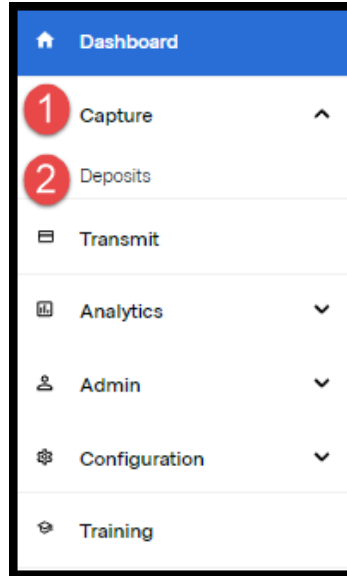 Dashboard
1 Capture
2 Deposits
Transmit
Analytics
Admin
Configuration
Training